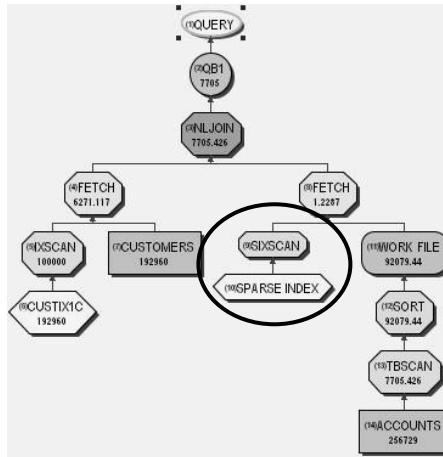 (1)QUERY
(2)QB1
7705
(3)NLJOIN
7705.426
(4)FETCH
6271.117
(8)FETCH
1.2287
(5)IXSCAN
100000
(7)CUSTOMERS
192960
(9)SIXSCAN
(11)WORK FILE
92079.44
(6)CUSTIX1C
192960
(10)SPARSE INDEX
(12)SORT
92079.44
(13)TBSCAN
7705.426
(14)ACCOUNTS
256729